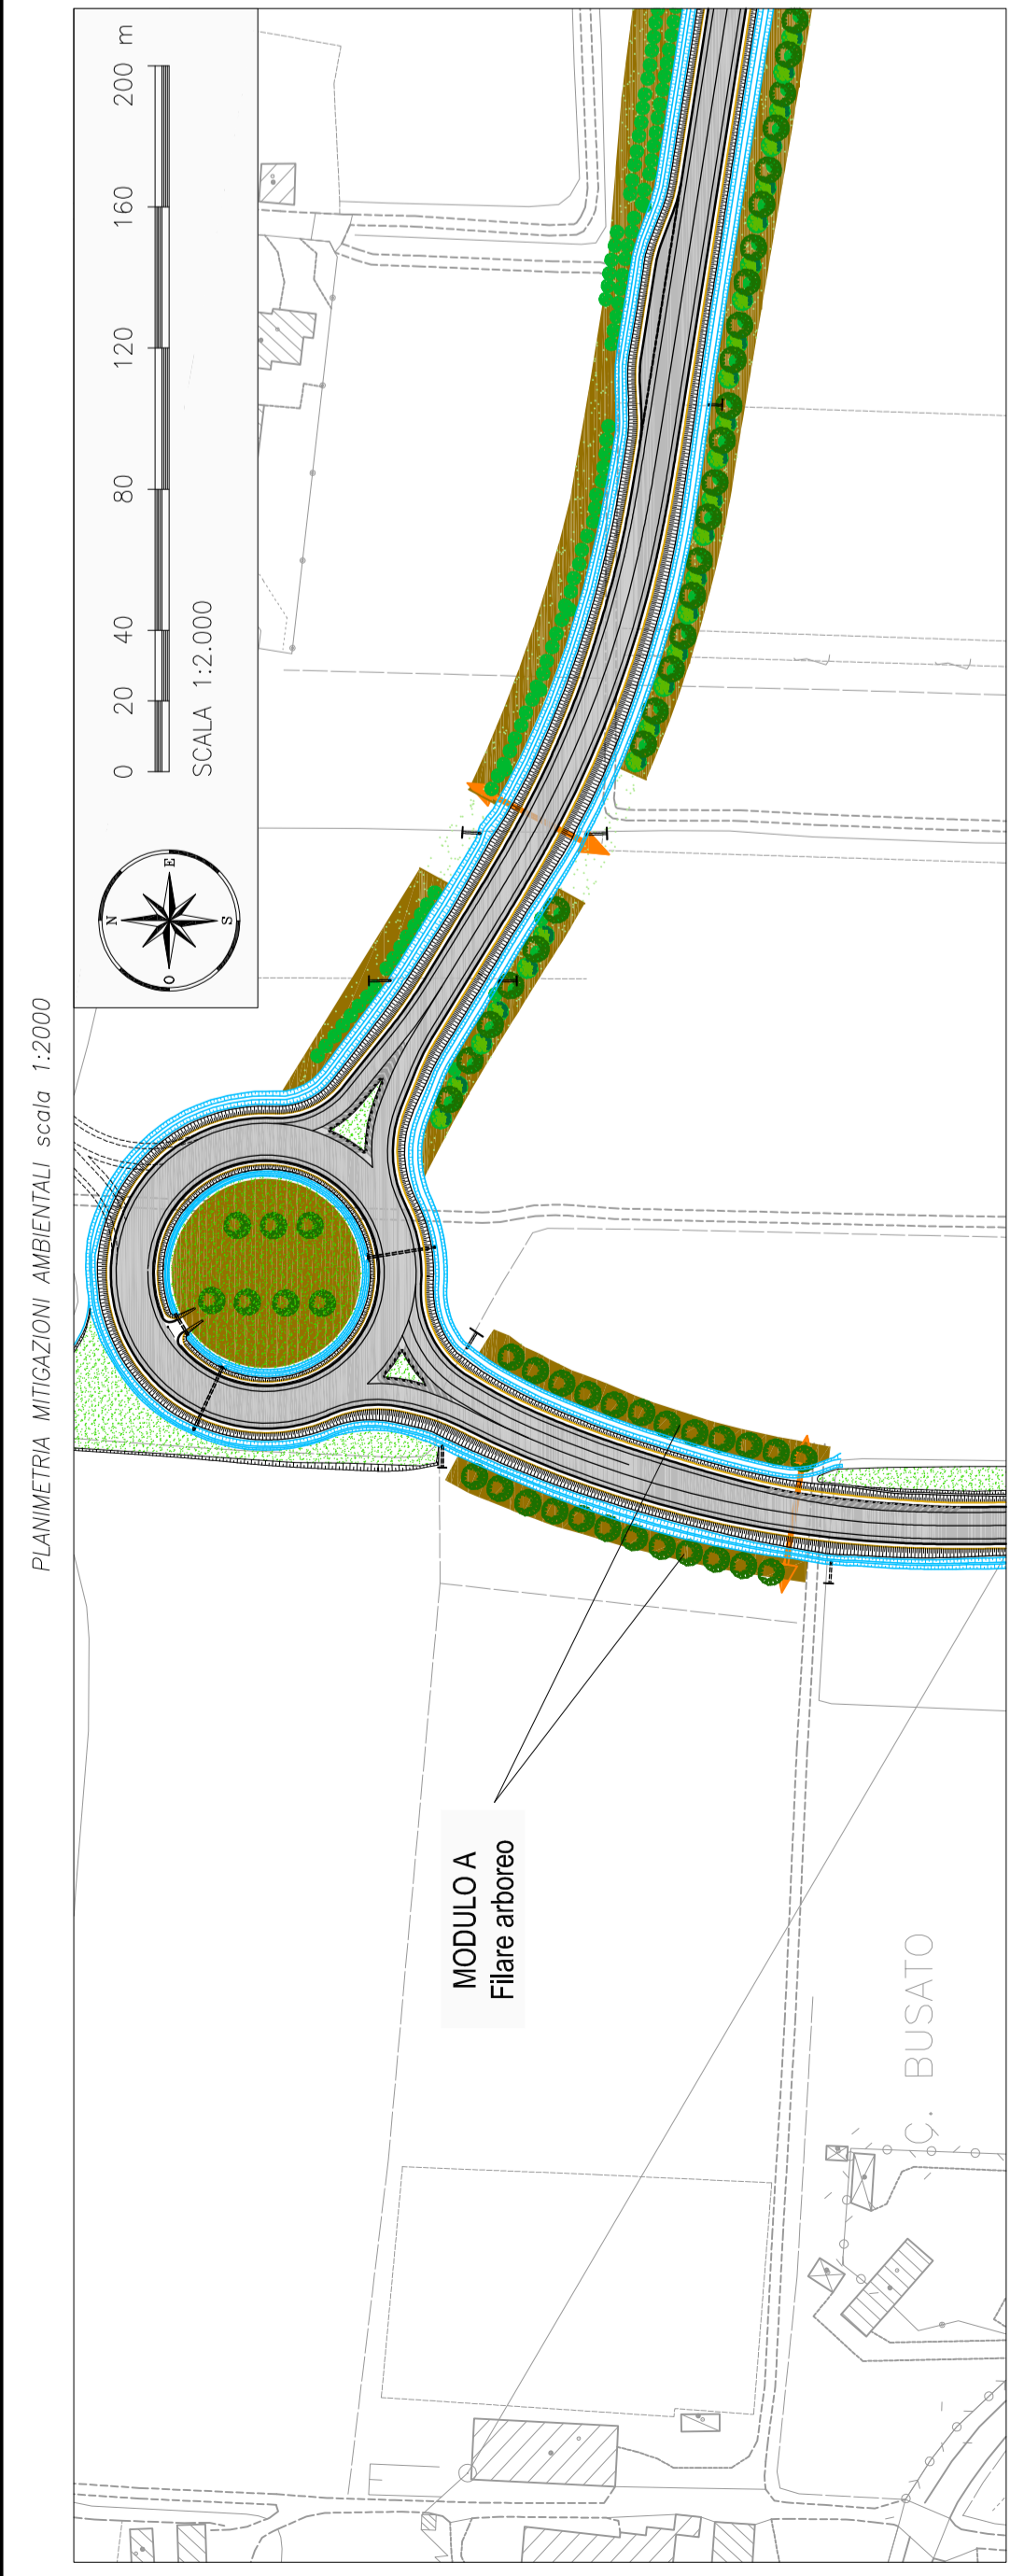 PLANIMETRIA MITIGAZIONI AMBIENTALI scala 1:2000
0 20 40 80 120 160 200 m
SCALA 1:2.000
N
E
S
O
MODULO A
Filare arboreo
C. BUSATO